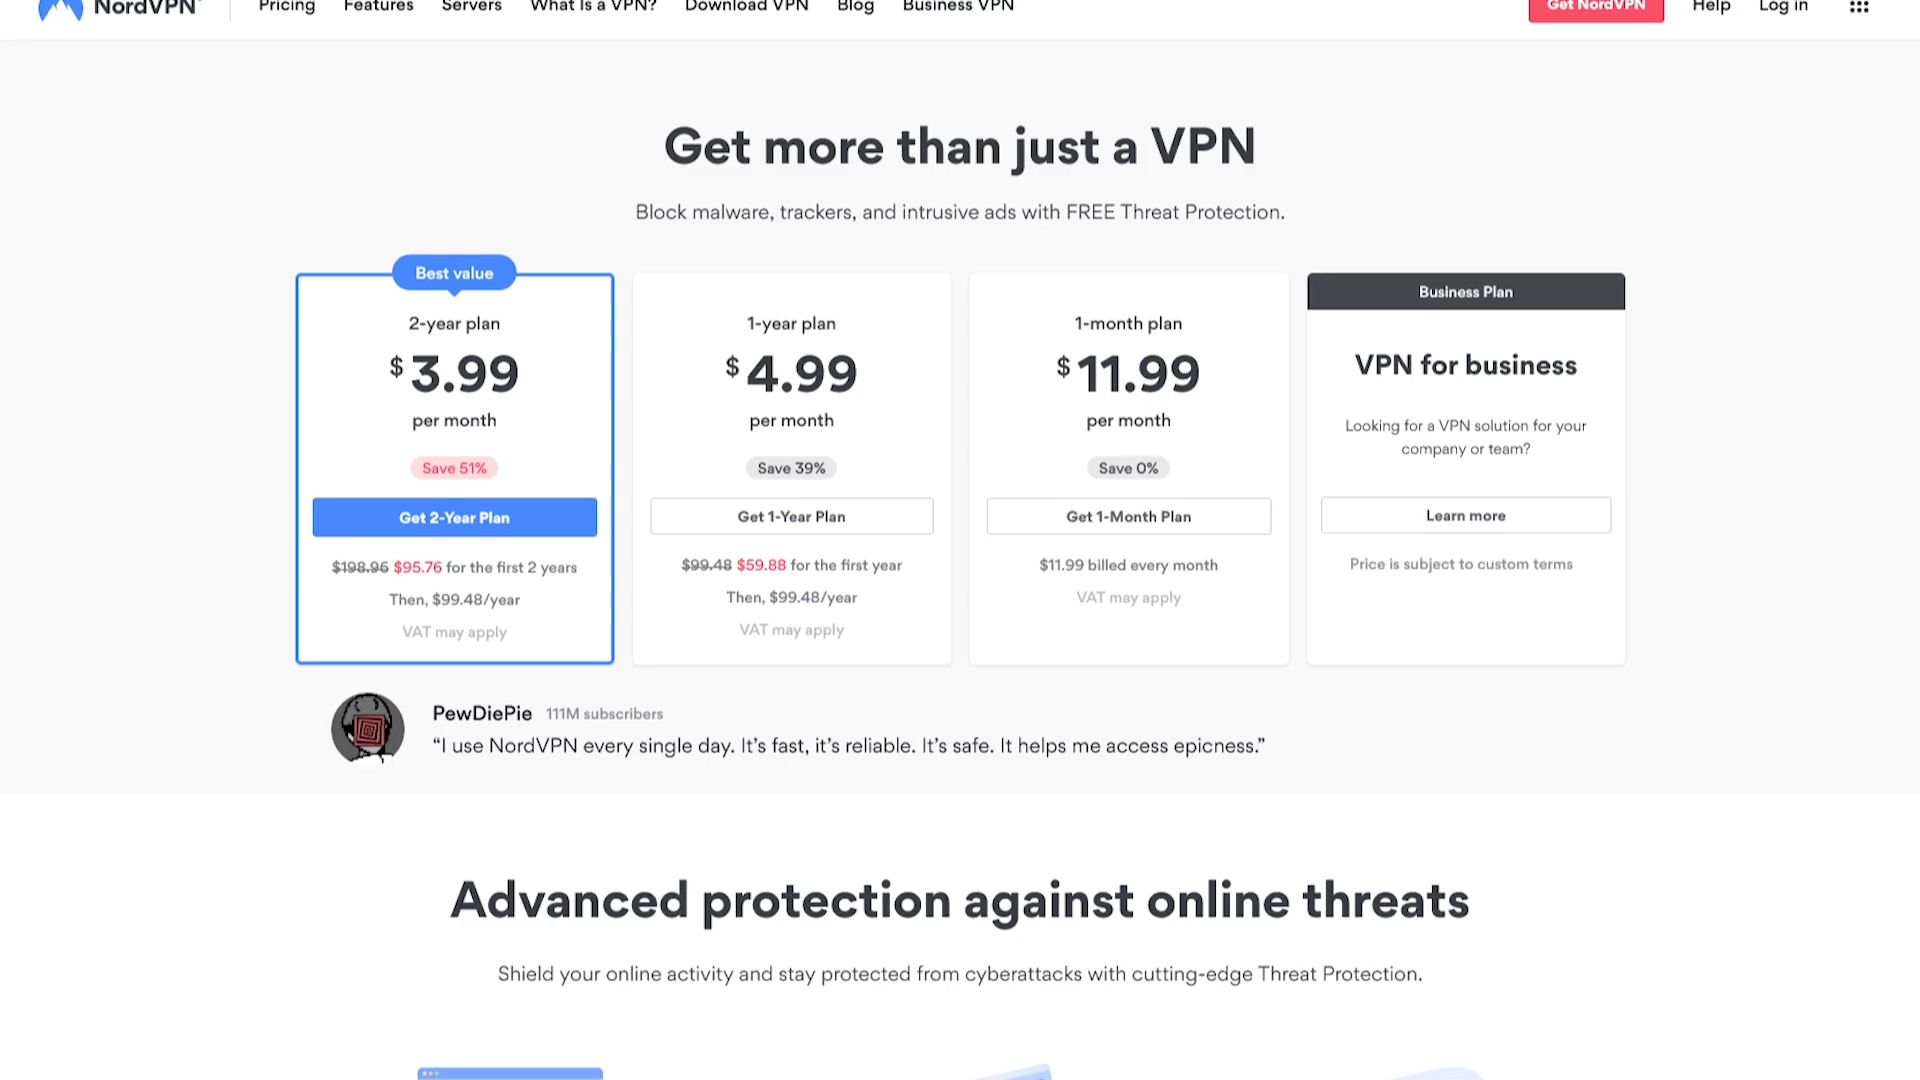 NordVPN
Pricing Features Servers What Is a VPN? Download VPN Blog Business VPN
Get NordVPN Help Log in
Get more than just a VPN
Block malware, trackers, and intrusive ads with FREE Threat Protection.
Best value
2-year plan
$3.99
per month
Save 51%
Get 2-Year Plan
$198.96 $95.76 for the first 2 years
Then, $99.48/year
VAT may apply
1-year plan
$4.99
per month
Save 39%
Get 1-Year Plan
$99.48 $59.88 for the first year
Then, $99.48/year
VAT may apply
1-month plan
$11.99
per month
Save 0%
Get 1-Month Plan
$11.99 billed every month
VAT may apply
Business Plan
VPN for business
Looking for a VPN solution for your
company or team?
Learn more
Price is subject to custom terms
PewDiePie 111M subscribers
“I use NordVPN every single day. It’s fast, it’s reliable. It’s safe. It helps me access epicness.”
Advanced protection against online threats
Shield your online activity and stay protected from cyberattacks with cutting-edge Threat Protection.